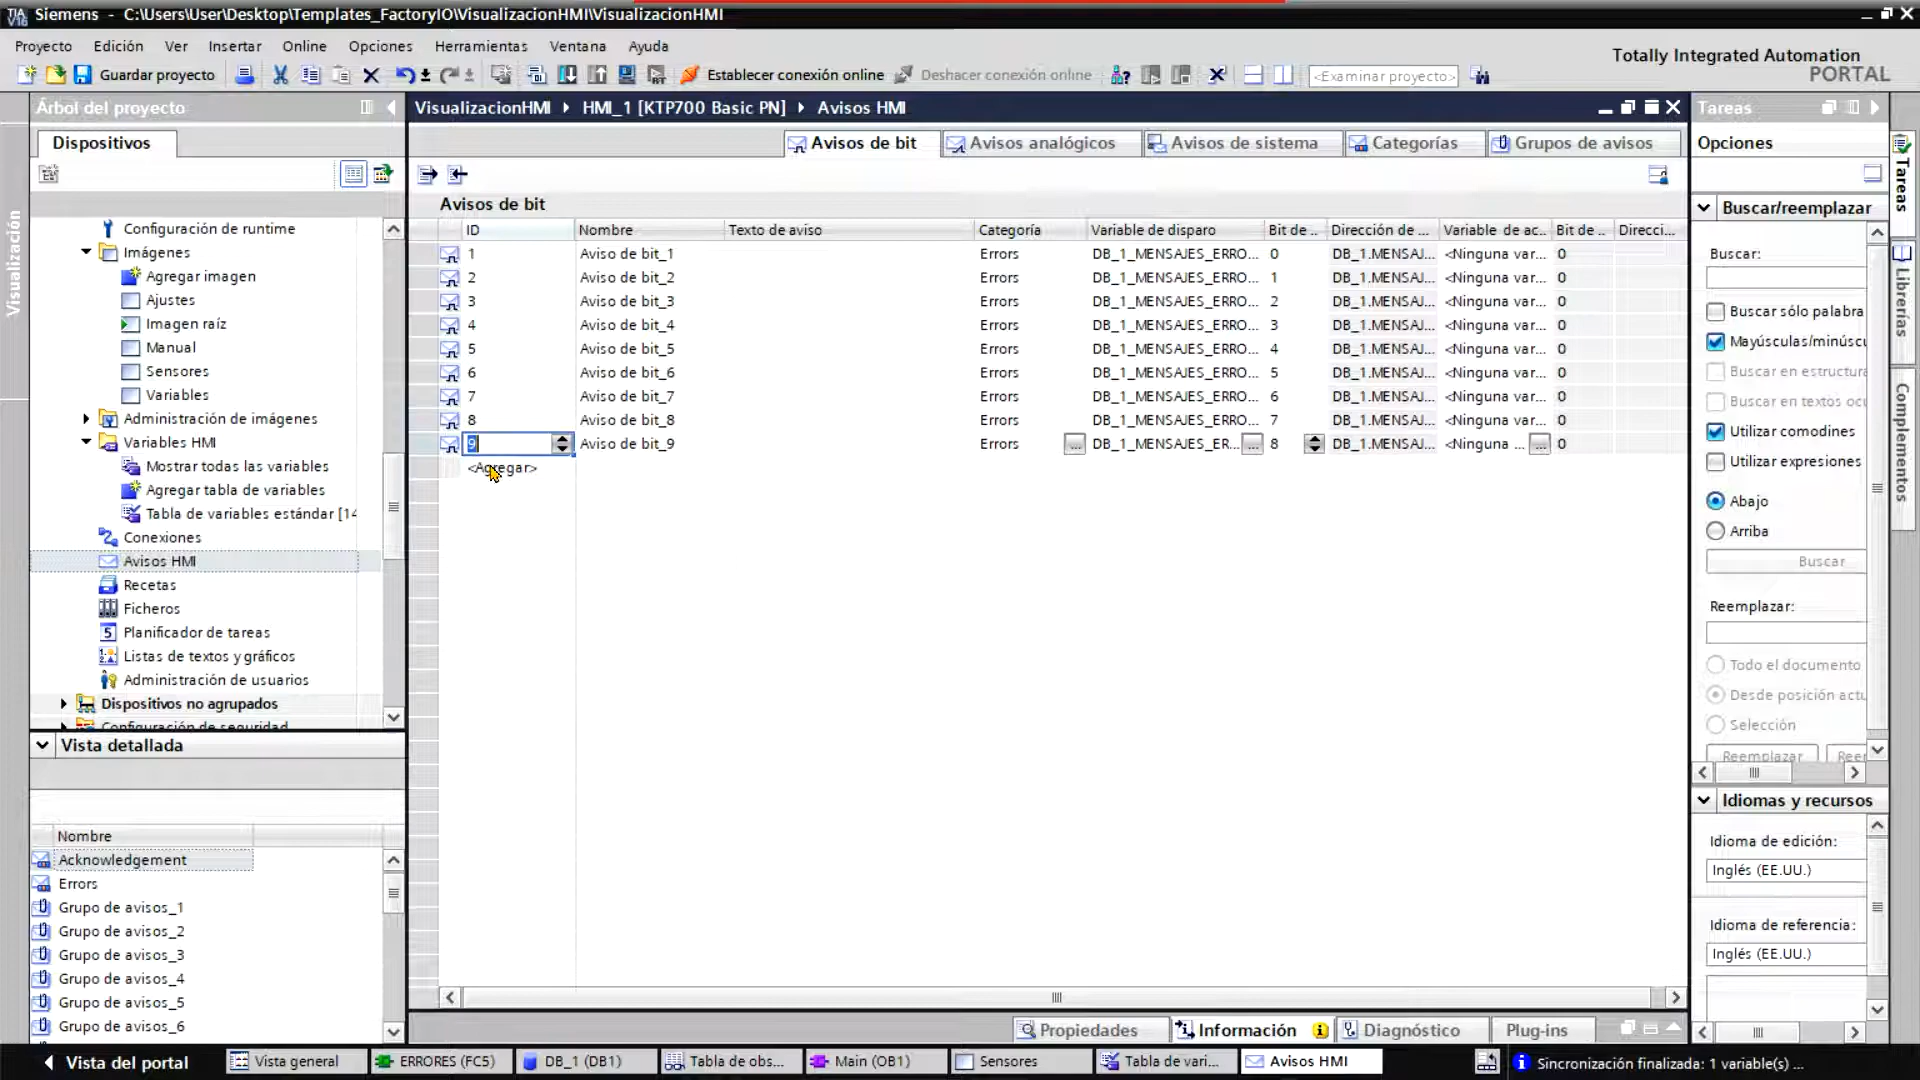 Siemens - C:\Users\User\Desktop\Templates_FactoryIO\VisualizacionHMI\VisualizacionHMI
Proyecto Edición Ver Insertar Online Opciones Herramientas Ventana Ayuda
Totally Integrated Automation
PORTAL
Guardar proyecto Establecer conexión online Deshacer conexión online <Examinar proyecto>
Árbol del proyecto
VisualizacionHMI HMI_1 [KTP700 Basic PN] Avisos HMI
Tareas
Dispositivos
Avisos de bit Avisos analógicos Avisos de sistema Categorías Grupos de avisos
Opciones
Visualización
Configuración de runtime
Imágenes
Agregar imagen
Ajustes
Imagen raíz
Manual
Sensores
Variables
Administración de imágenes
Variables HMI
Mostrar todas las variables
Agregar tabla de variables
Tabla de variables estándar [14
Conexiones
Avisos HMI
Recetas
Ficheros
Planificador de tareas
Listas de textos y gráficos
Administración de usuarios
Dispositivos no agrupados
Configuración de seguridad
Vista detallada
Nombre
Acknowledgement
Errors
Grupo de avisos_1
Grupo de avisos_2
Grupo de avisos_3
Grupo de avisos_4
Grupo de avisos_5
Grupo de avisos_6
Avisos de bit
ID Nombre Texto de aviso Categoría Variable de disparo Bit de .. Dirección de ... Variable de ac.. Bit de .. Direcci...
1 Aviso de bit_1 Errors DB_1_MENSAJES_ERRO... 0 DB_1.MENSAJ... <Ninguna var... 0
2 Aviso de bit_2 Errors DB_1_MENSAJES_ERRO... 1 DB_1.MENSAJ... <Ninguna var... 0
3 Aviso de bit_3 Errors DB_1_MENSAJES_ERRO... 2 DB_1.MENSAJ... <Ninguna var... 0
4 Aviso de bit_4 Errors DB_1_MENSAJES_ERRO... 3 DB_1.MENSAJ... <Ninguna var... 0
5 Aviso de bit_5 Errors DB_1_MENSAJES_ERRO... 4 DB_1.MENSAJ... <Ninguna var... 0
6 Aviso de bit_6 Errors DB_1_MENSAJES_ERRO... 5 DB_1.MENSAJ... <Ninguna var... 0
7 Aviso de bit_7 Errors DB_1_MENSAJES_ERRO... 6 DB_1.MENSAJ... <Ninguna var... 0
8 Aviso de bit_8 Errors DB_1_MENSAJES_ERRO... 7 DB_1.MENSAJ... <Ninguna var... 0
9 Aviso de bit_9 Errors ... DB_1_MENSAJES_ER... ... 8 DB_1.MENSAJ... <Ninguna ... ... 0
<Agregar>
Propiedades Información Diagnóstico Plug-ins
Buscar/reemplazar
Buscar:
Buscar sólo palabra
Mayúsculas/minúscu
Buscar en estructura
Buscar en textos ocu
Utilizar comodines
Utilizar expresiones
Abajo
Arriba
Buscar
Reemplazar:
Todo el documento
Desde posición actu
Selección
Reemplazar Reem
Idiomas y recursos
Idioma de edición:
Inglés (EE.UU.)
Idioma de referencia:
Inglés (EE.UU.)
Tareas
Librerías
Complementos
Vista del portal Vista general ERRORES (FC5) DB_1 (DB1) Tabla de obs... Main (OB1) Sensores Tabla de vari... Avisos HMI Sincronización finalizada: 1 variable(s) ...